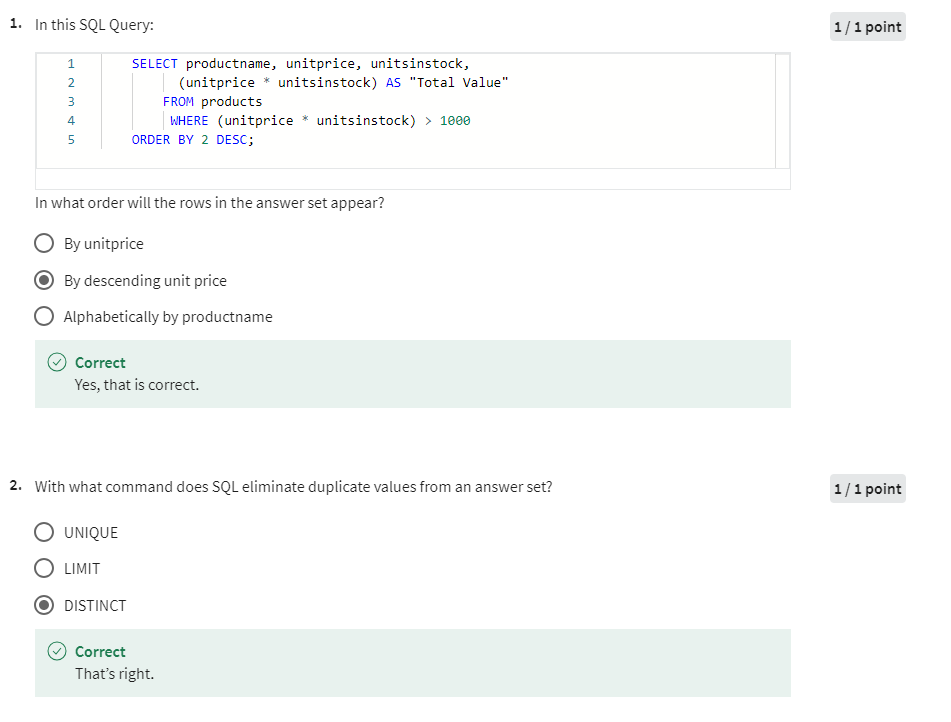 1. In this SQL Query:
1 / 1 point
1 SELECT productname, unitprice, unitsinstock,
2 (unitprice * unitsinstock) AS "Total Value"
3 FROM products
4 WHERE (unitprice * unitsinstock) > 1000
5 ORDER BY 2 DESC;
In what order will the rows in the answer set appear?
By unitprice
By descending unit price
Alphabetically by productname
Correct
Yes, that is correct.
2. With what command does SQL eliminate duplicate values from an answer set?
1 / 1 point
UNIQUE
LIMIT
DISTINCT
Correct
That’s right.